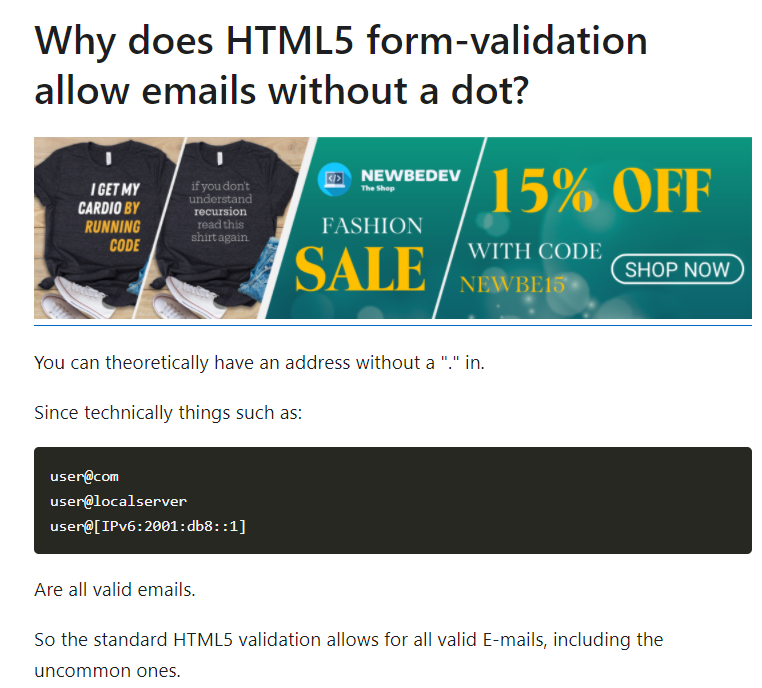 Why does HTML5 form-validation
allow emails without a dot?
I GET MY
CARDIO BY
RUNNING
CODE
if you don't
understand
recursion
read this
shirt again.
</>
NEWBEDEV
The Shop
FASHION
SALE
15% OFF
WITH CODE
NEWBE15
SHOP NOW
You can theoretically have an address without a "." in.
Since technically things such as:
user@com
user@localserver
user@[IPv6:2001:db8::1]
Are all valid emails.
So the standard HTML5 validation allows for all valid E-mails, including the
uncommon ones.